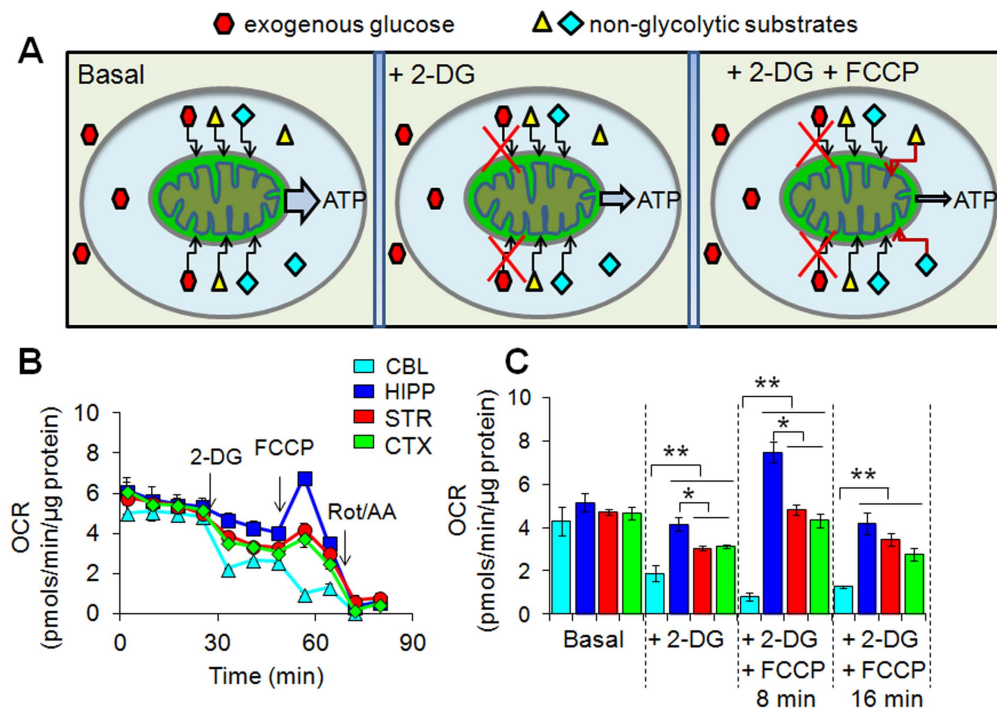 exogenous glucose
non-glycolytic substrates
A
Basal
+ 2-DG
+ 2-DG + FCCP
ATP
ATP
ATP
B
CBL
HIPP
STR
CTX
10
8
6
4
2
0
2-DG
FCCP
Rot/AA
OCR
(pmols/min/µg protein)
0
30
60
90
Time (min)
C
10
8
6
4
2
0
OCR
(pmols/min/µg protein)
**
*
**
*
**
Basal
+ 2-DG
+ 2-DG
+ FCCP
8 min
+ 2-DG
+ FCCP
16 min